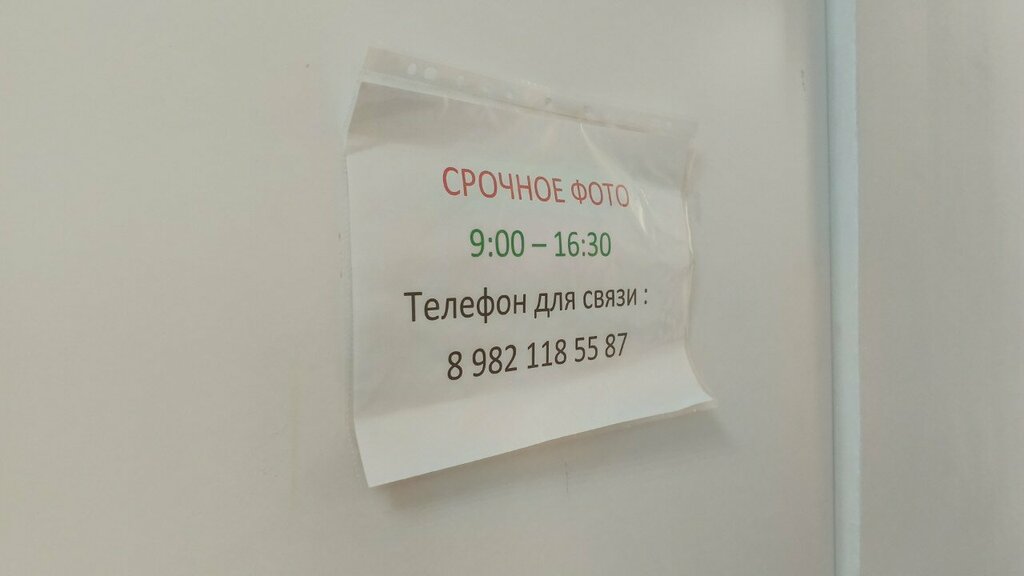 СРОЧНОЕ ФОТО
9:00 – 16:30
Телефон для связи :
8 982 118 55 87